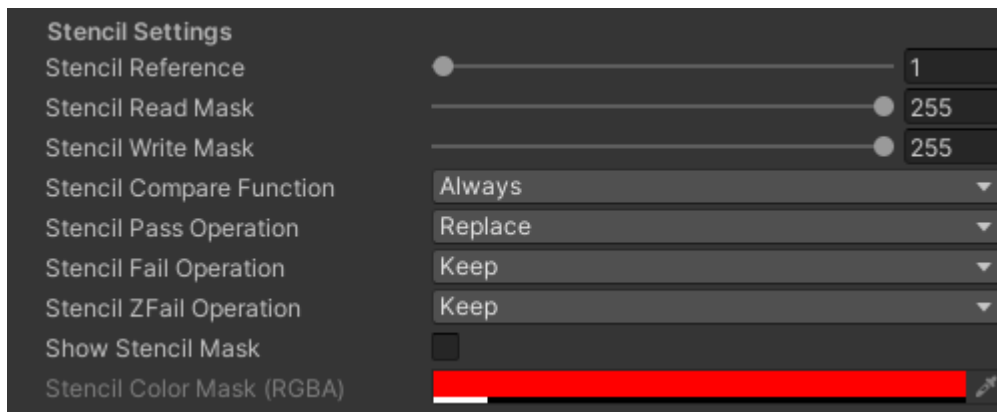 Stencil Settings
Stencil Reference 1
Stencil Read Mask 255
Stencil Write Mask 255
Stencil Compare Function Always
Stencil Pass Operation Replace
Stencil Fail Operation Keep
Stencil ZFail Operation Keep
Show Stencil Mask
Stencil Color Mask (RGBA)